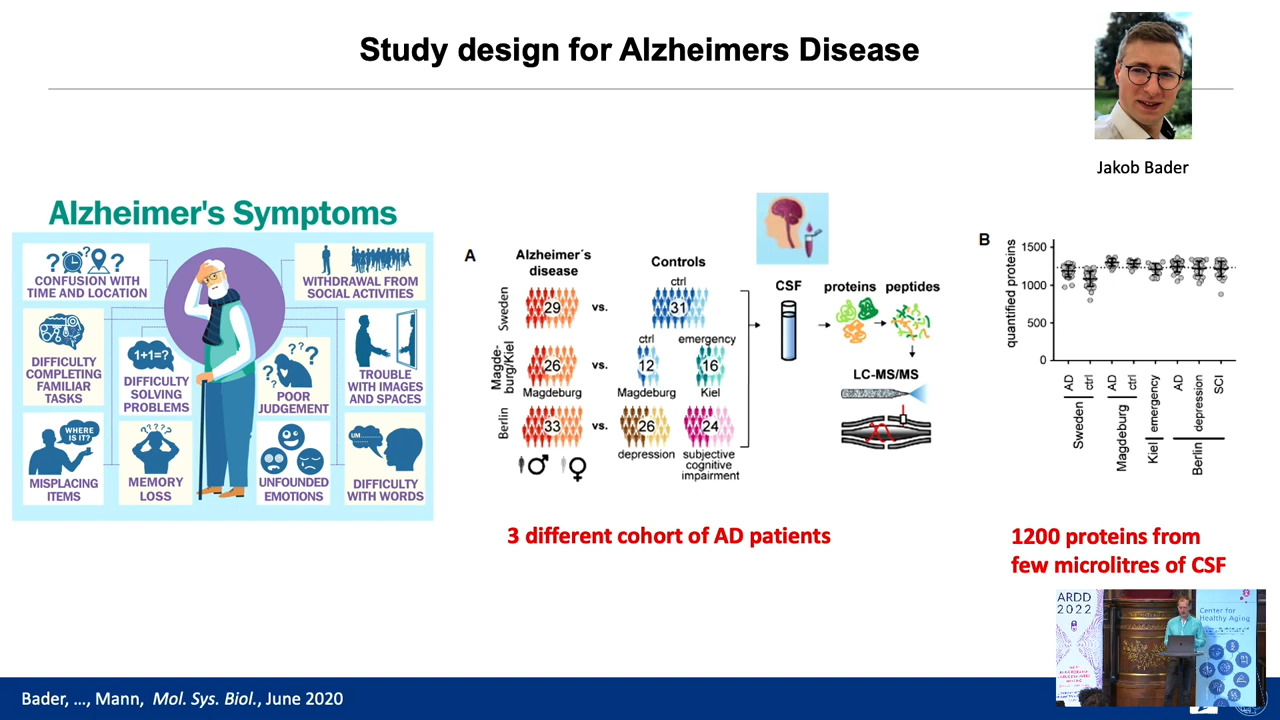 Study design for Alzheimers Disease
Jakob Bader
Alzheimer's Symptoms
CONFUSION WITH
TIME AND LOCATION
WITHDRAWAL FROM
SOCIAL ACTIVITIES
DIFFICULTY
COMPLETING
FAMILIAR
TASKS
1+1=?
DIFFICULTY
SOLVING
PROBLEMS
POOR
JUDGEMENT
TROUBLE
WITH IMAGES
AND SPACES
WHERE
IS IT?
MISPLACING
ITEMS
????
MEMORY
LOSS
UNFOUNDED
EMOTIONS
UM......
DIFFICULTY
WITH WORDS
A
Alzheimer´s
disease
Controls
ctrl
Sweden
29
vs.
31
ctrl
emergency
Magde-
burg/Kiel
26
vs.
12
16
Magdeburg
Magdeburg
Kiel
Berlin
33
vs.
26
24
depression
subjective
cognitive
impairment
CSF
proteins
peptides
LC-MS/MS
3 different cohort of AD patients
B
quantified proteins
1500
1000
500
0
AD
ctrl
AD
ctrl
emergency
AD
depression
SCI
Sweden
Magdeburg
Kiel
Berlin
1200 proteins from
few microlitres of CSF
ARDD
2022
Center for
Healthy Aging
Bader, ..., Mann, Mol. Sys. Biol., June 2020